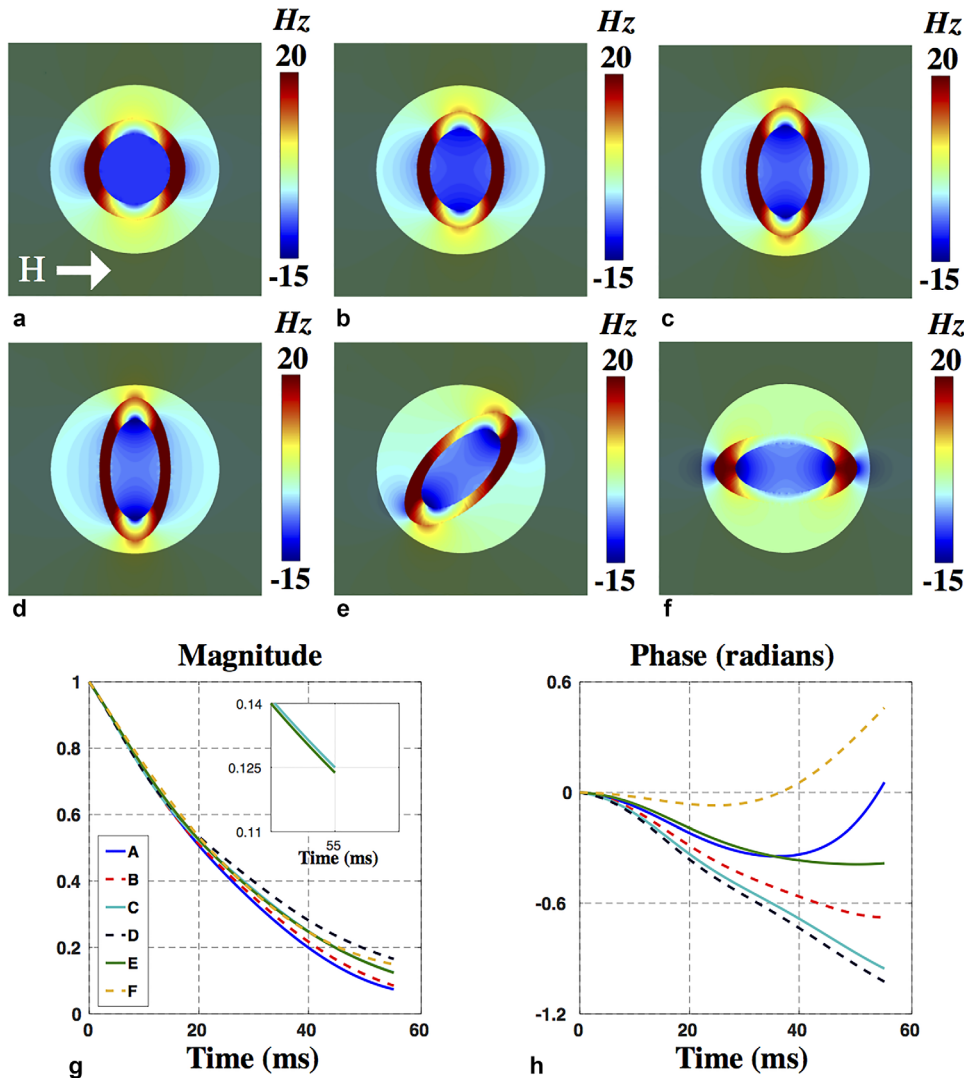 Hz Hz Hz
20 20 20
H
-15 -15 -15
a b c
Hz Hz Hz
20 20 20
-15 -15 -15
d e f
Magnitude
1
0.8
0.6
0.4
0.2
0
0 20 40 60
Time (ms)
g
0.14
0.125
0.11
55
Time (ms)
A
B
C
D
E
F
Phase (radians)
0.6
0
-0.6
-1.2
0 20 40 60
Time (ms)
h